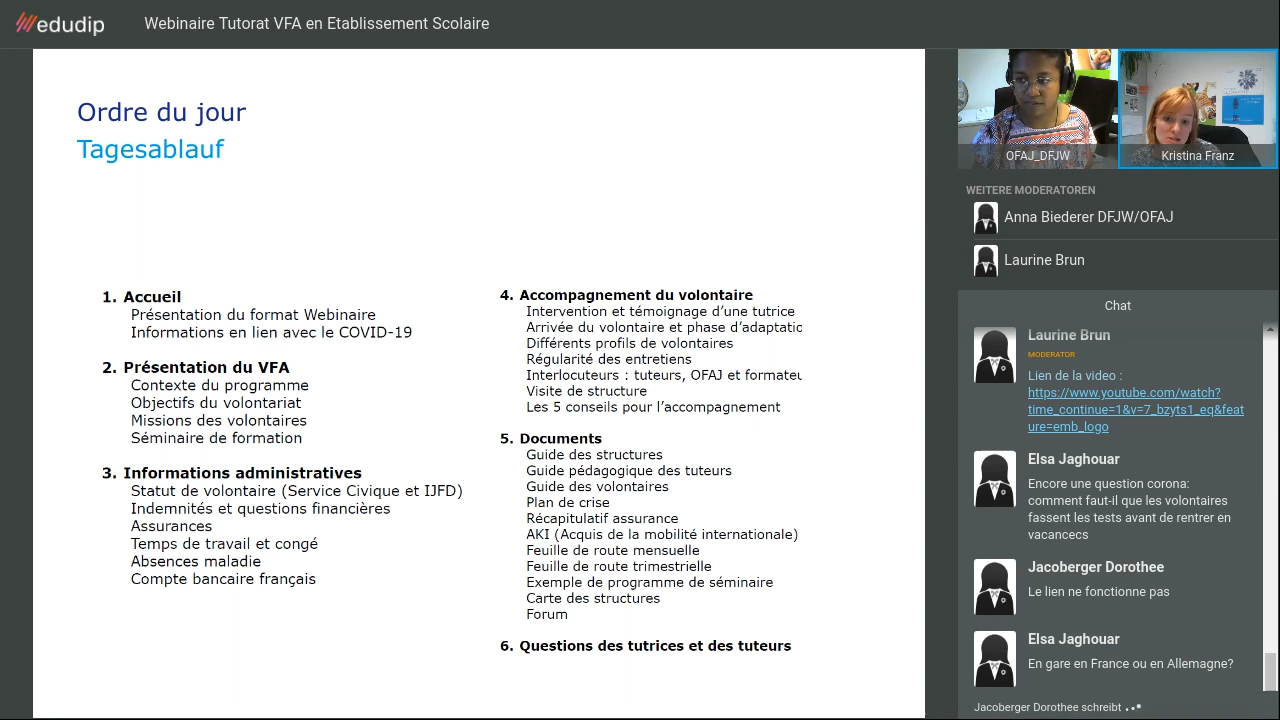 edudip
Webinaire Tutorat VFA en Etablissement Scolaire
Ordre du jour
Tagesablauf
1. Accueil
Présentation du format Webinaire
Informations en lien avec le COVID-19
2. Présentation du VFA
Contexte du programme
Objectifs du volontariat
Missions des volontaires
Séminaire de formation
3. Informations administratives
Statut de volontaire (Service Civique et IJFD)
Indemnités et questions financières
Assurances
Temps de travail et congé
Absences maladie
Compte bancaire français
4. Accompagnement du volontaire
Intervention et témoignage d'une tutrice
Arrivée du volontaire et phase d'adaptatio
Différents profils de volontaires
Régularité des entretiens
Interlocuteurs : tuteurs, OFAJ et formateu
Visite de structure
Les 5 conseils pour l'accompagnement
5. Documents
Guide des structures
Guide pédagogique des tuteurs
Guide des volontaires
Plan de crise
Récapitulatif assurance
AKI (Acquis de la mobilité internationale)
Feuille de route mensuelle
Feuille de route trimestrielle
Exemple de programme de séminaire
Carte des structures
Forum
6. Questions des tutrices et des tuteurs
OFAJ_DFJW
Kristina Franz
WEITERE MODERATOREN
Anna Biederer DFJW/OFAJ
Laurine Brun
Chat
Laurine Brun
MODERATOR
Lien de la video :
https://www.youtube.com/watch?
time_continue=1&v=7_bzyts1_eq&feat
ure=emb_logo
Elsa Jaghouar
Encore une question corona:
comment faut-il que les volontaires
fassent les tests avant de rentrer en
vacancecs
Jacoberger Dorothee
Le lien ne fonctionne pas
Elsa Jaghouar
En gare en France ou en Allemagne?
Jacoberger Dorothee schreibt